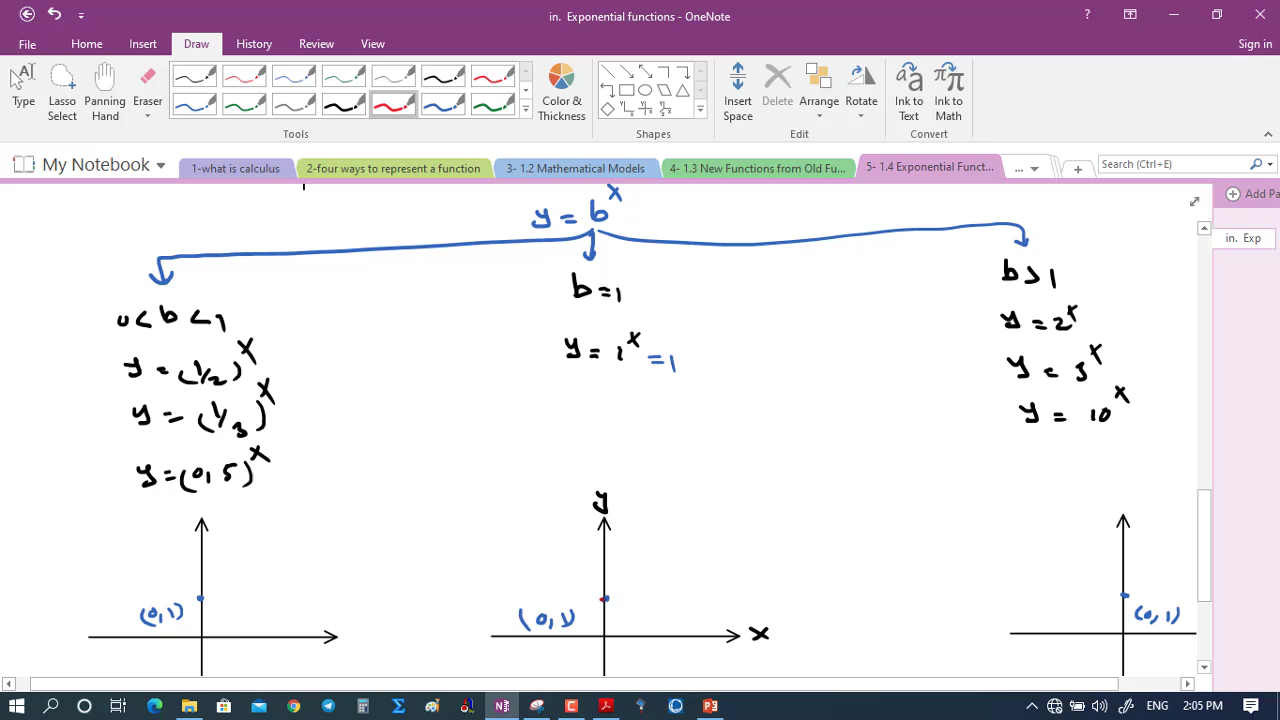 in. Exponential functions - OneNote
File Home Insert Draw History Review View
Sign in
Type
Lasso Select
Panning Hand
Eraser
Color & Thickness
Insert Space
Delete
Arrange
Rotate
Ink to Text
Ink to Math
Tools
Shapes
Edit
Convert
My Notebook
1-what is calculus
2-four ways to represent a function
3- 1.2 Mathematical Models
4- 1.3 New Functions from Old Fu...
5- 1.4 Exponential Funct...
...
Search (Ctrl+E)
Add Pa
in. Exp
y = b^x
0 < b < 1
y = (1/2)^x
y = (1/3)^x
y = (0,5)^x
b = 1
y = 1^x = 1
b > 1
y = 2^x
y = 3^x
y = 10^x
(0,1)
y
(0,1)
x
(0,1)
2:05 PM